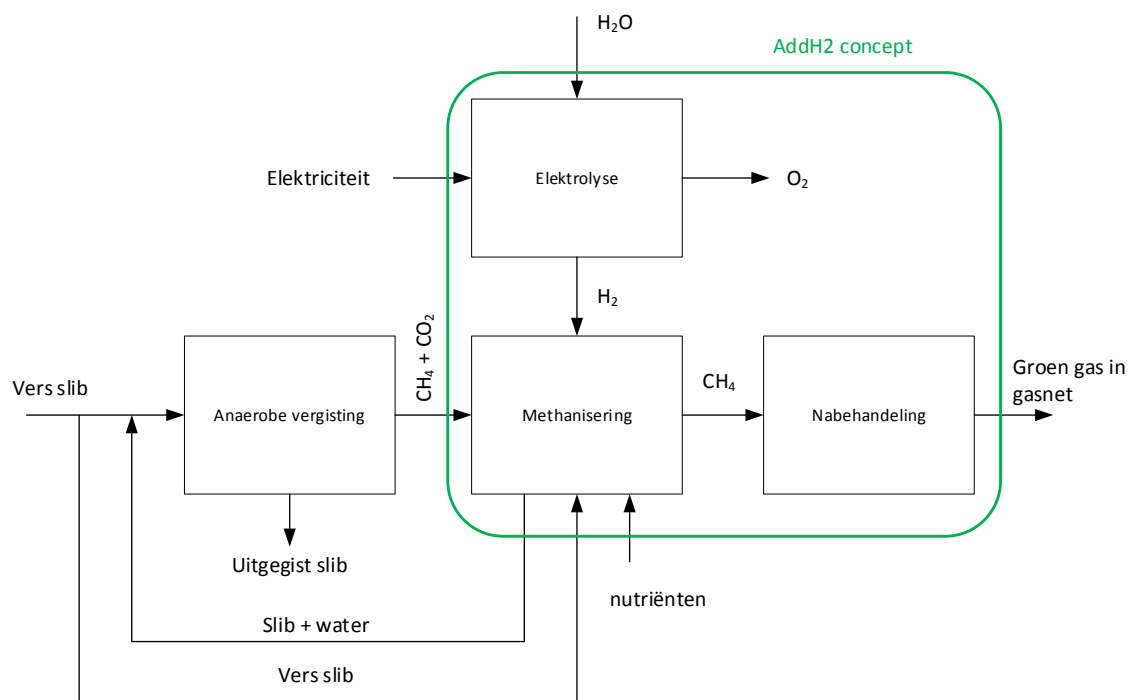 H₂O
AddH2 concept
Elektriciteit
Elektrolyse
O₂
H₂
CH₄ + CO₂
Vers slib
Anaerobe vergisting
Methanisering
CH₄
Nabehandeling
Groen gas in
gasnet
Uitgegist slib
nutriënten
Slib + water
Vers slib